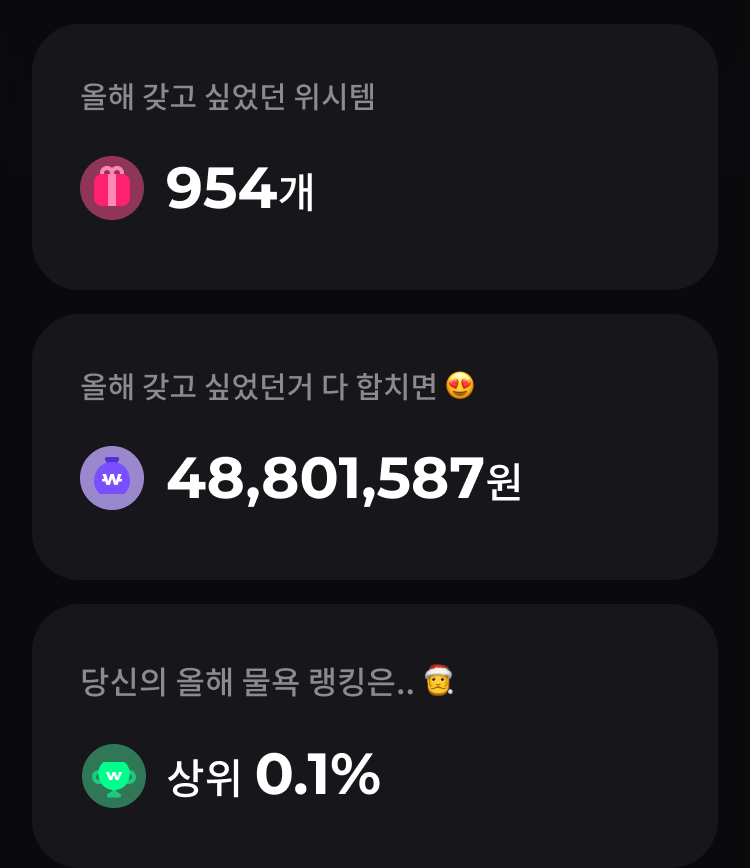 올해 갖고 싶었던 위시템
954개
올해 갖고 싶었던거 다 합치면 😍
48,801,587원
당신의 올해 물욕 랭킹은.. 🎅
상위 0.1%